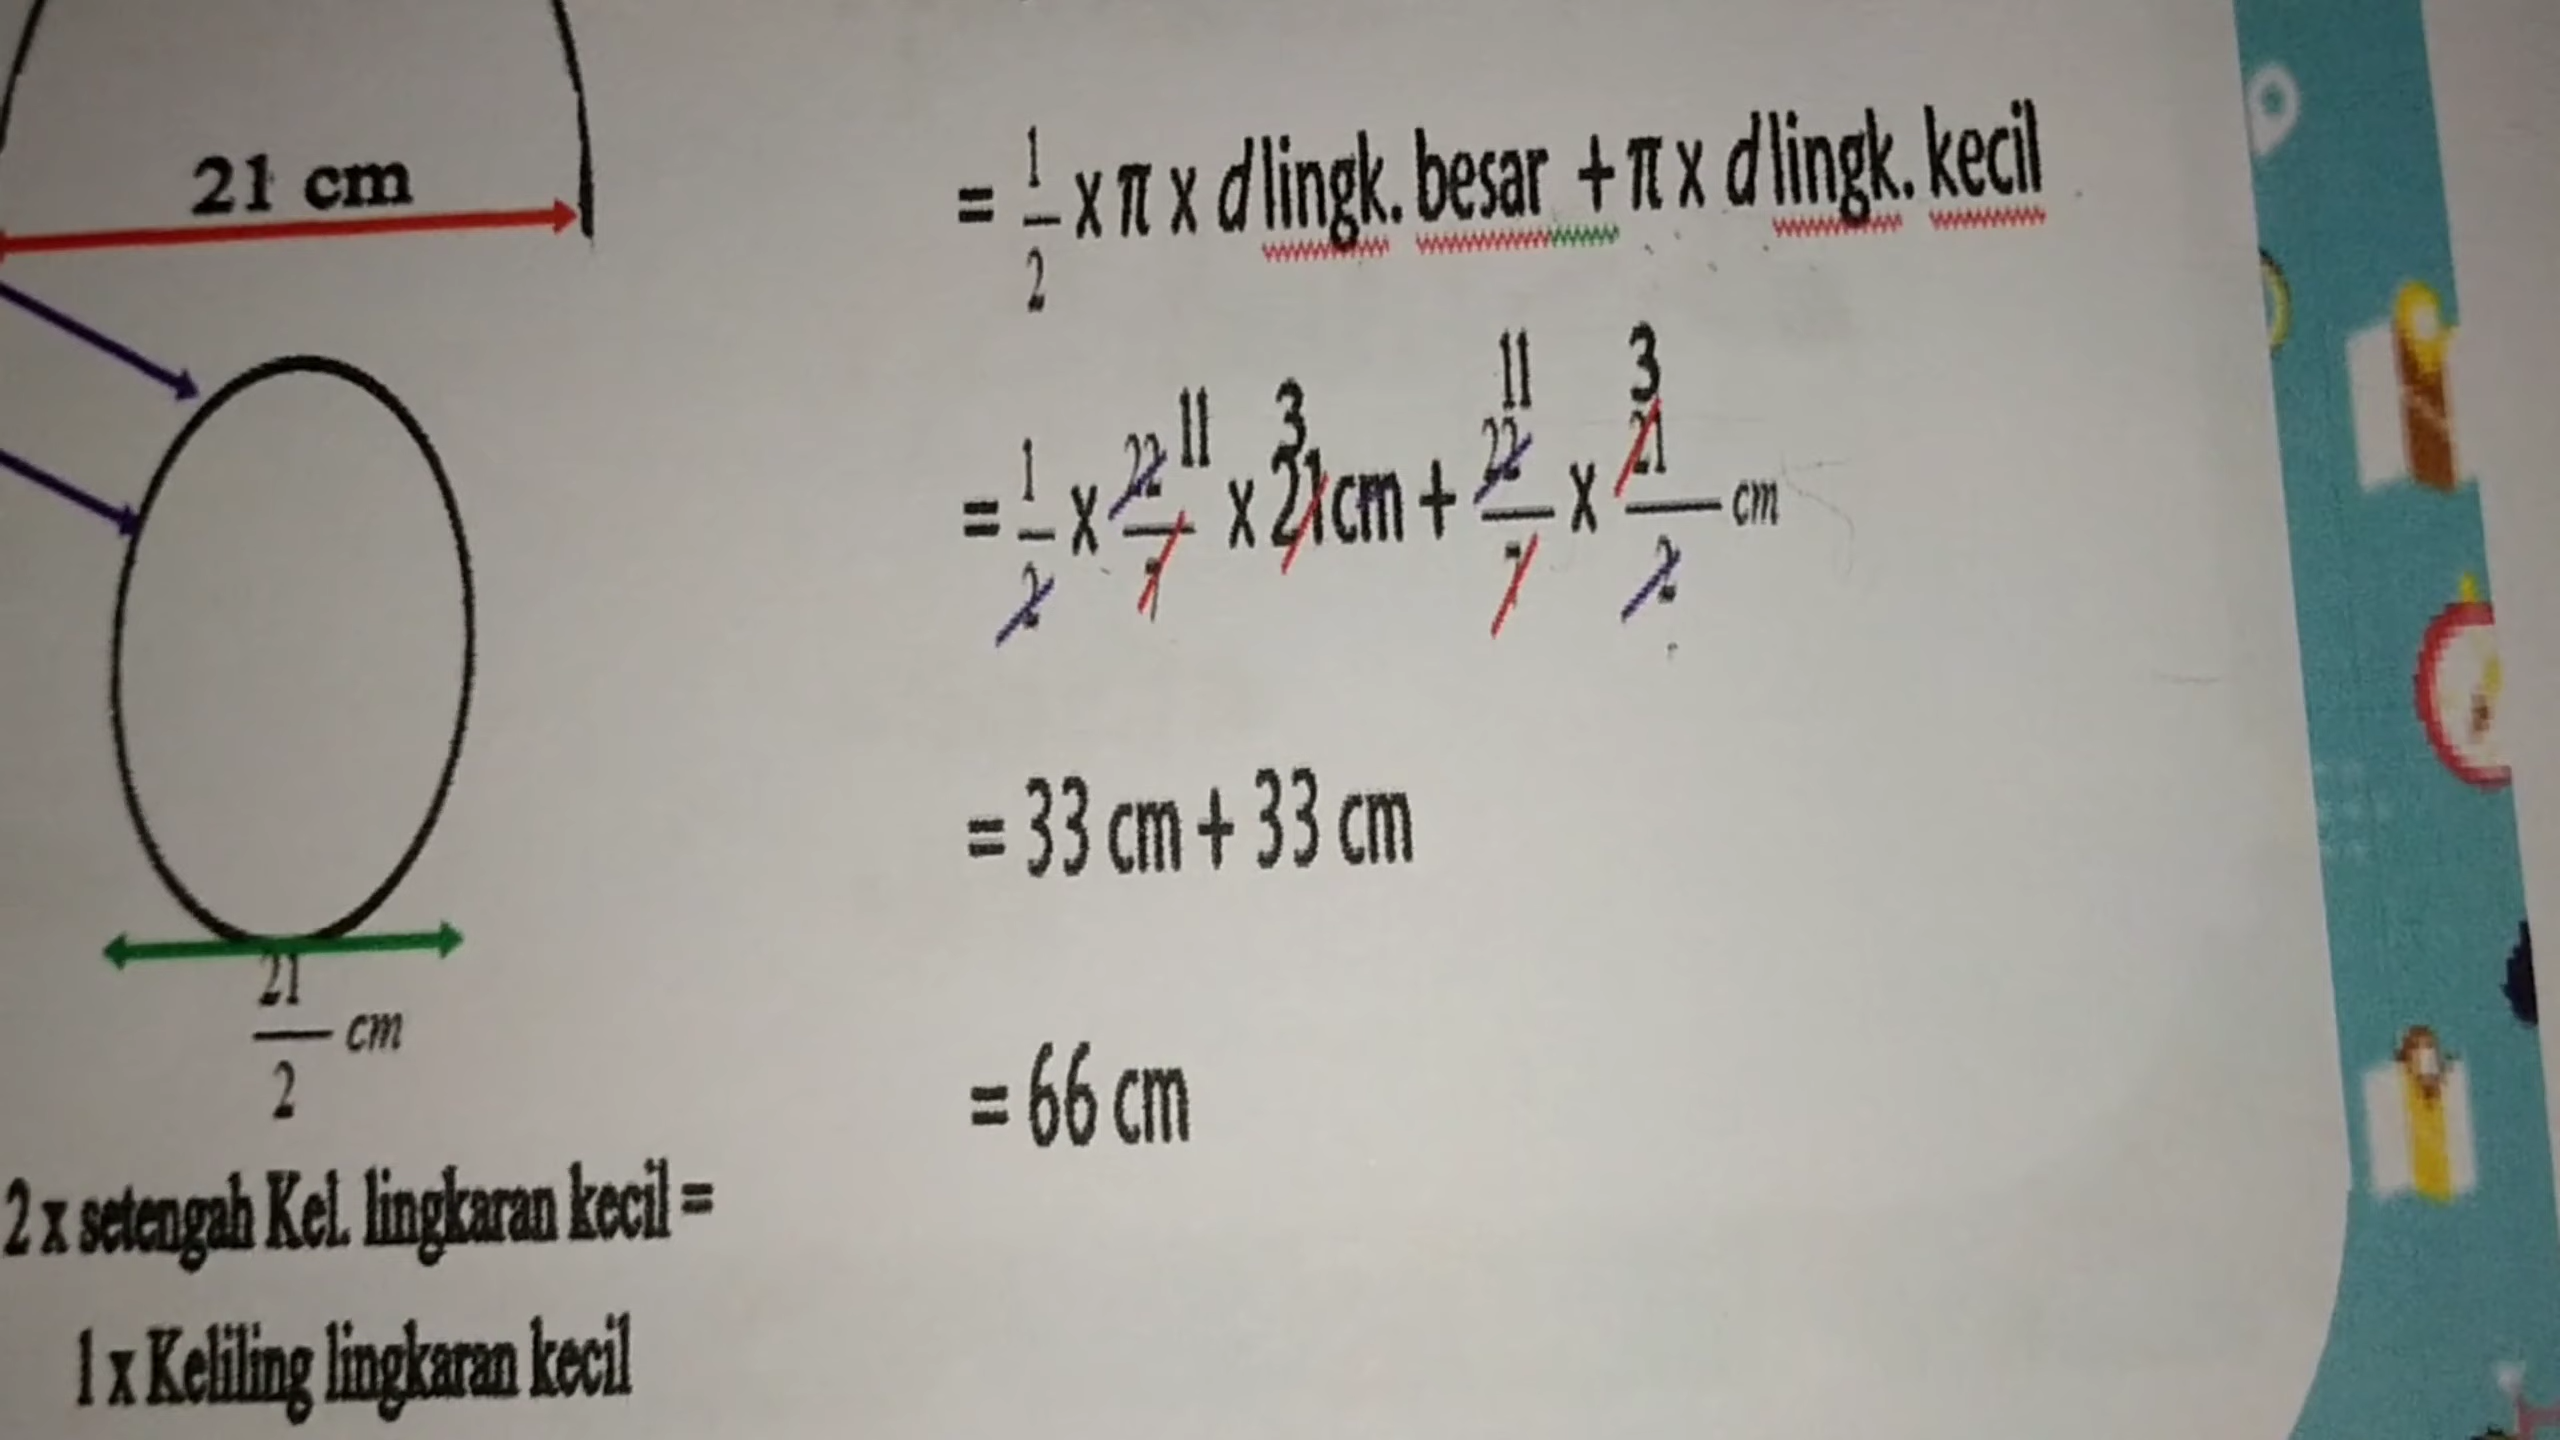 21 cm
= 1/2 x π x d lingk. besar + π x d lingk. kecil
11 3 11 3
= 1/2 x 22/7 x 21 cm + 22/7 x 21/2 cm
= 33 cm + 33 cm
21/2 cm
= 66 cm
2 x setengah Kel. lingkaran kecil =
1 x Keliling lingkaran kecil